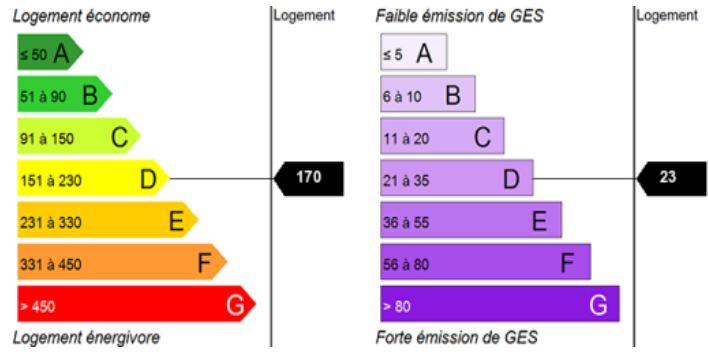 Logement économe
Logement
≤ 50 A
51 à 90 B
91 à 150 C
151 à 230 D
170
231 à 330 E
331 à 450 F
> 450 G
Logement énergivore
Faible émission de GES
Logement
≤ 5 A
6 à 10 B
11 à 20 C
21 à 35 D
23
36 à 55 E
56 à 80 F
> 80 G
Forte émission de GES